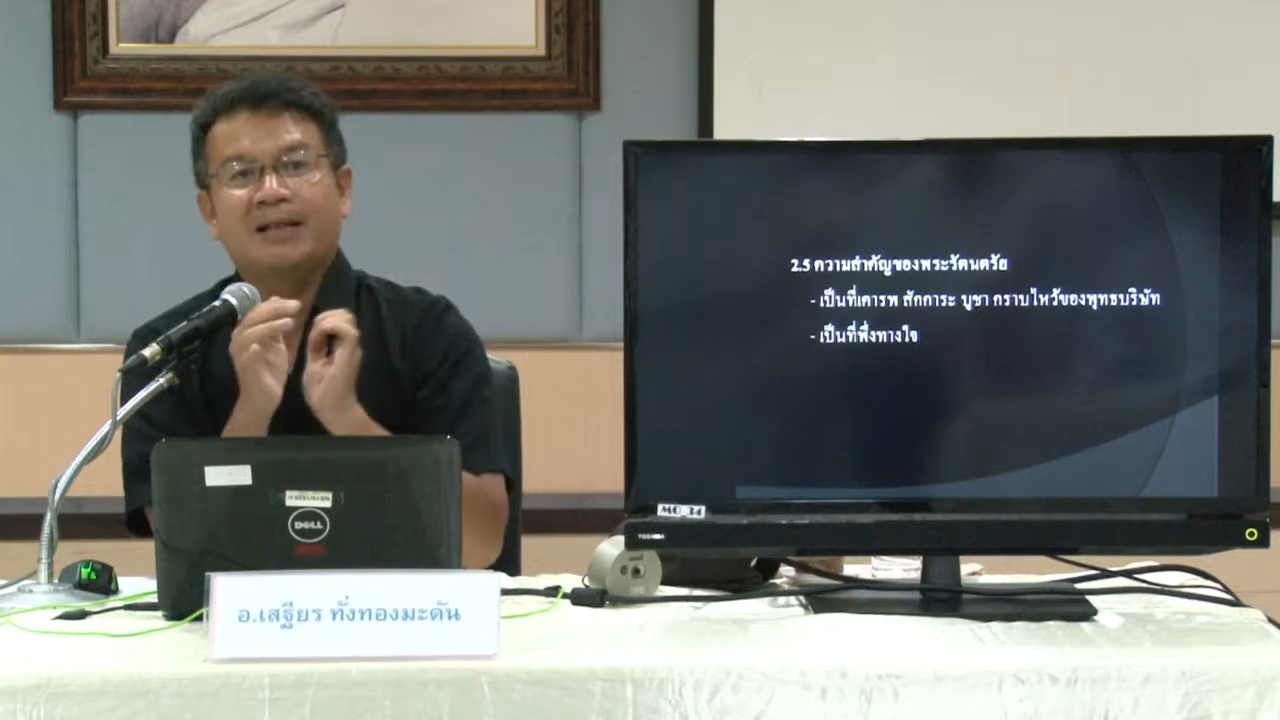 2.5 ความสำคัญของพระรัตนตรัย
- เป็นที่เคารพ สักการะ บูชา กราบไหว้ของพุทธบริษัท
- เป็นที่พึ่งทางใจ
MO-34
TOSHIBA
DELL
อ.เสฐียร ทั่งทองมะดัน